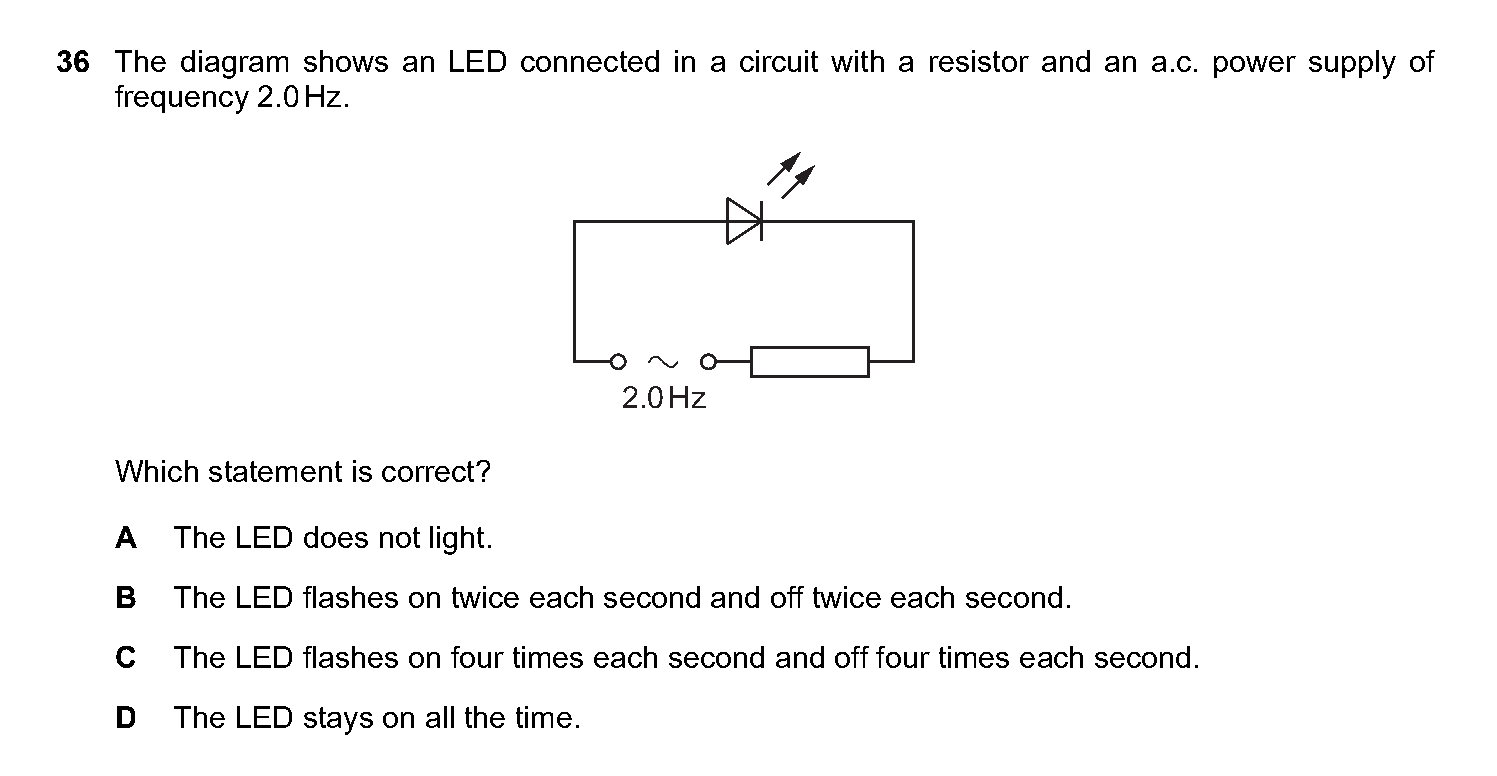 36 The diagram shows an LED connected in a circuit with a resistor and an a.c. power supply of
frequency 2.0 Hz.
2.0 Hz
Which statement is correct?
A The LED does not light.
B The LED flashes on twice each second and off twice each second.
C The LED flashes on four times each second and off four times each second.
D The LED stays on all the time.